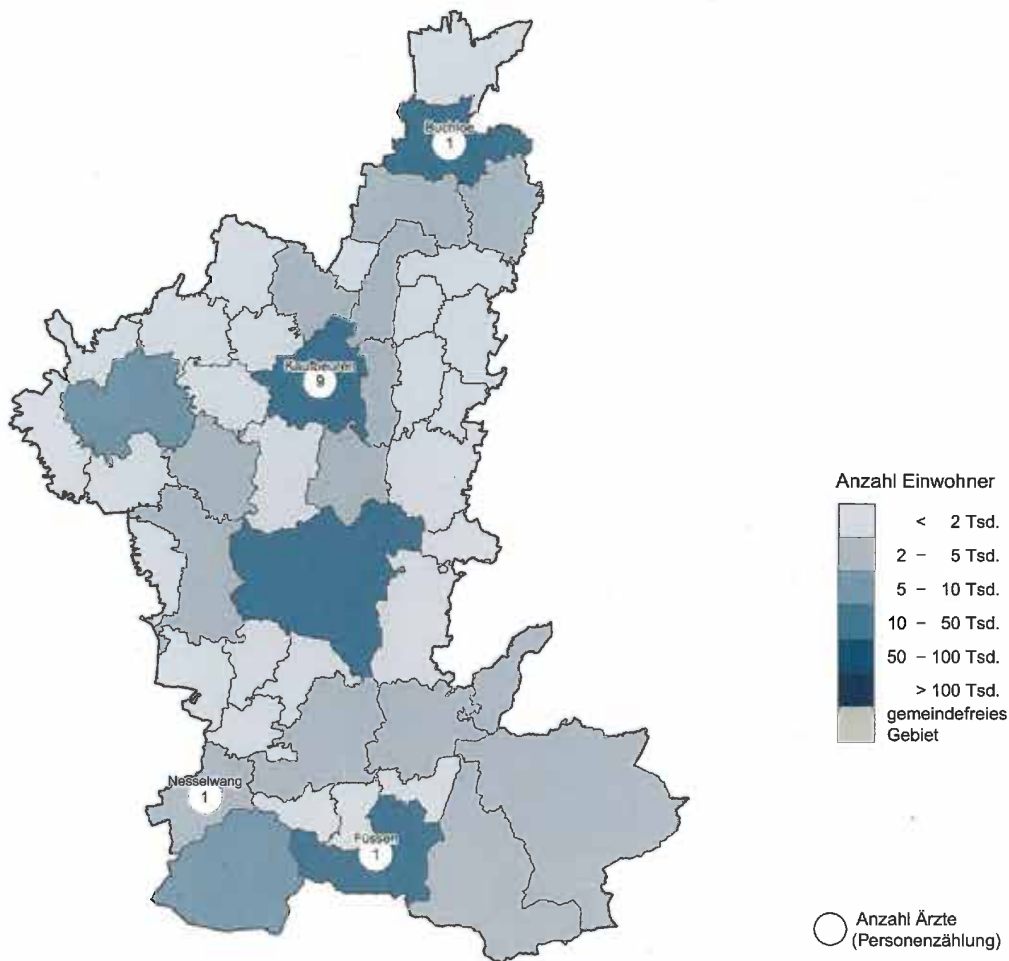 Buchloe
1
Kaufbeuren
9
Nesselwang
1
Füssen
1
Anzahl Einwohner
< 2 Tsd.
2 – 5 Tsd.
5 – 10 Tsd.
10 – 50 Tsd.
50 – 100 Tsd.
> 100 Tsd.
gemeindefreies
Gebiet
Anzahl Ärzte
(Personenzählung)